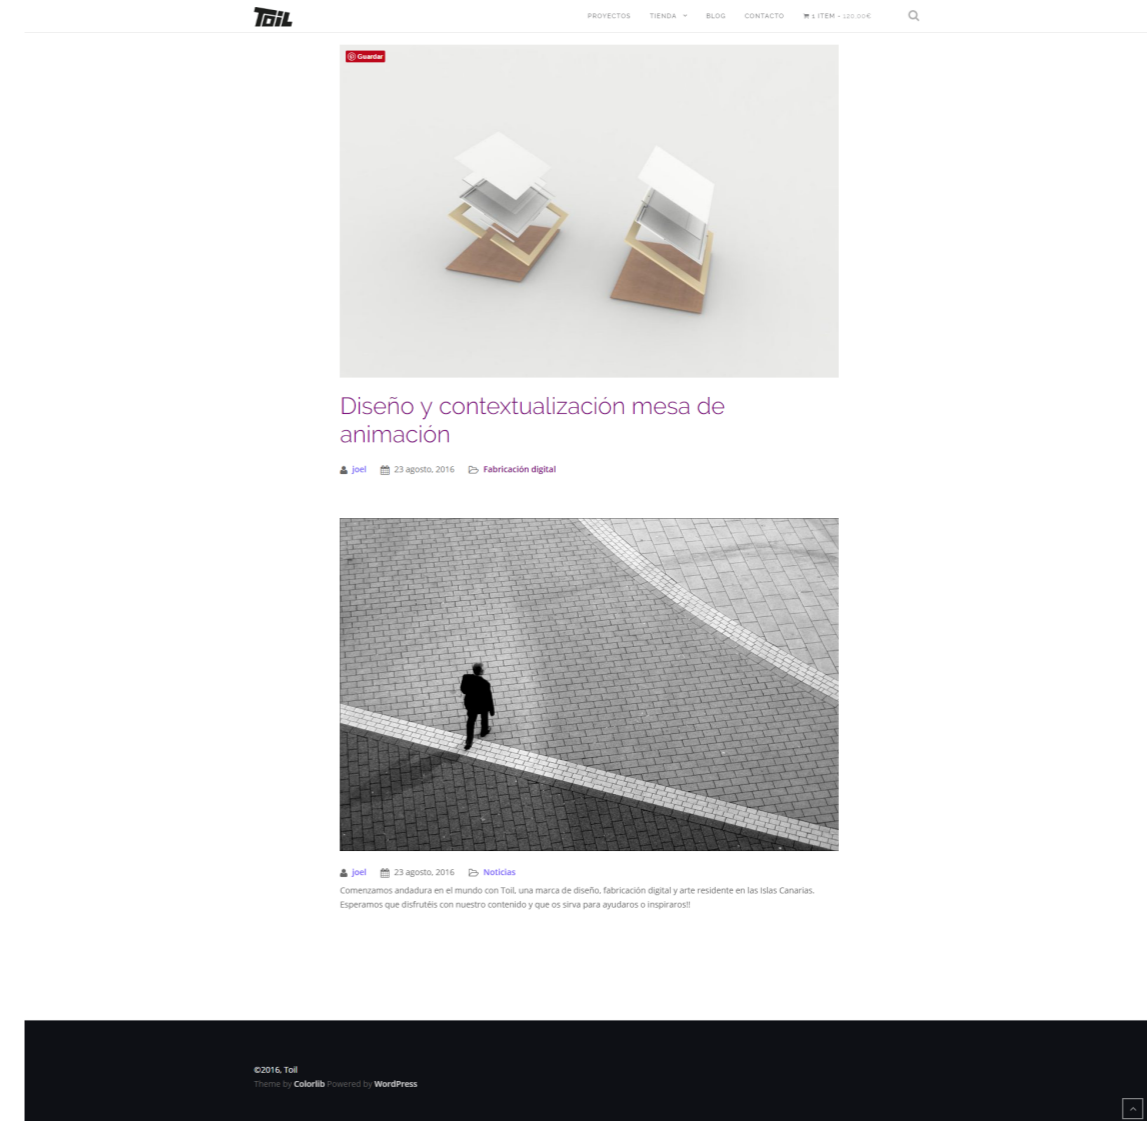 Toil
PROYECTOS TIENDA BLOG CONTACTO 1 ITEM - 120.00€
Guardar
Diseño y contextualización mesa de
animación
joel 23 agosto, 2016 Fabricación digital
joel 23 agosto, 2016 Noticias
Comenzamos andadura en el mundo con Toil, una marca de diseño, fabricación digital y arte residente en las Islas Canarias.
Esperamos que disfrutéis con nuestro contenido y que os sirva para ayudaros o inspiraros!!
©2016, Toil
Theme by Colorlib Powered by WordPress